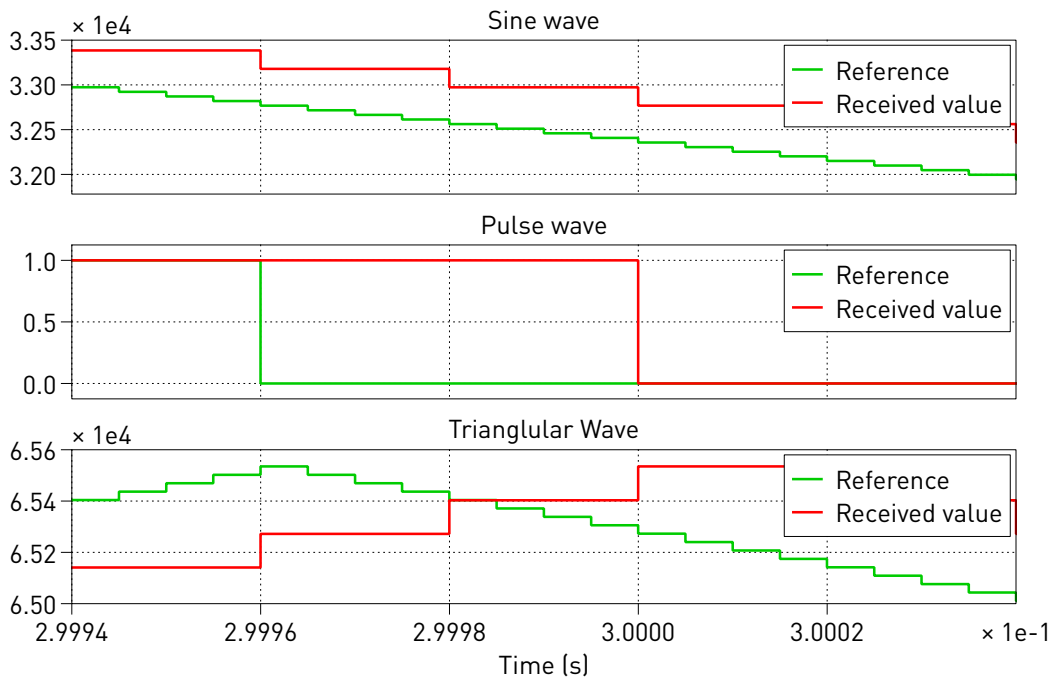 Sine wave
× 1e4
3.35
3.30
3.25
3.20
Reference
Received value
Pulse wave
1.0
0.5
0.0
Reference
Received value
Trianglular Wave
× 1e4
6.56
6.54
6.52
6.50
Reference
Received value
2.9994 2.9996 2.9998 3.0000 3.0002 × 1e-1
Time (s)